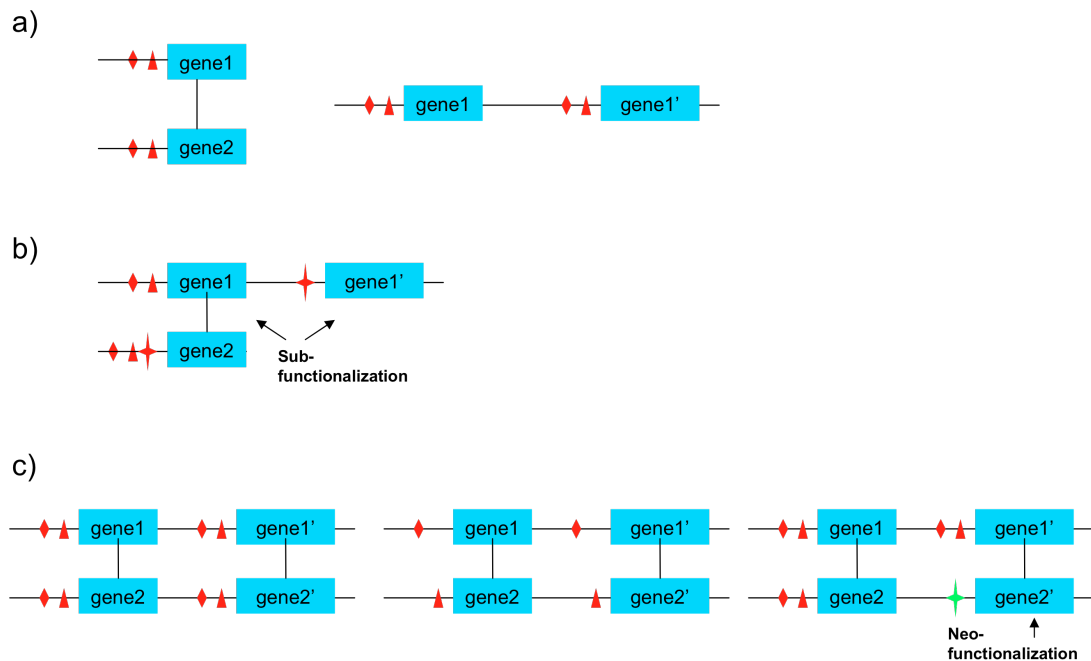 a)
gene1
gene2
gene1 gene1’
b)
gene1 gene1’
gene2
Sub-
functionalization
c)
gene1 gene1’ gene1 gene1’ gene1 gene1’
gene2 gene2’ gene2 gene2’ gene2 gene2’
Neo-
functionalization